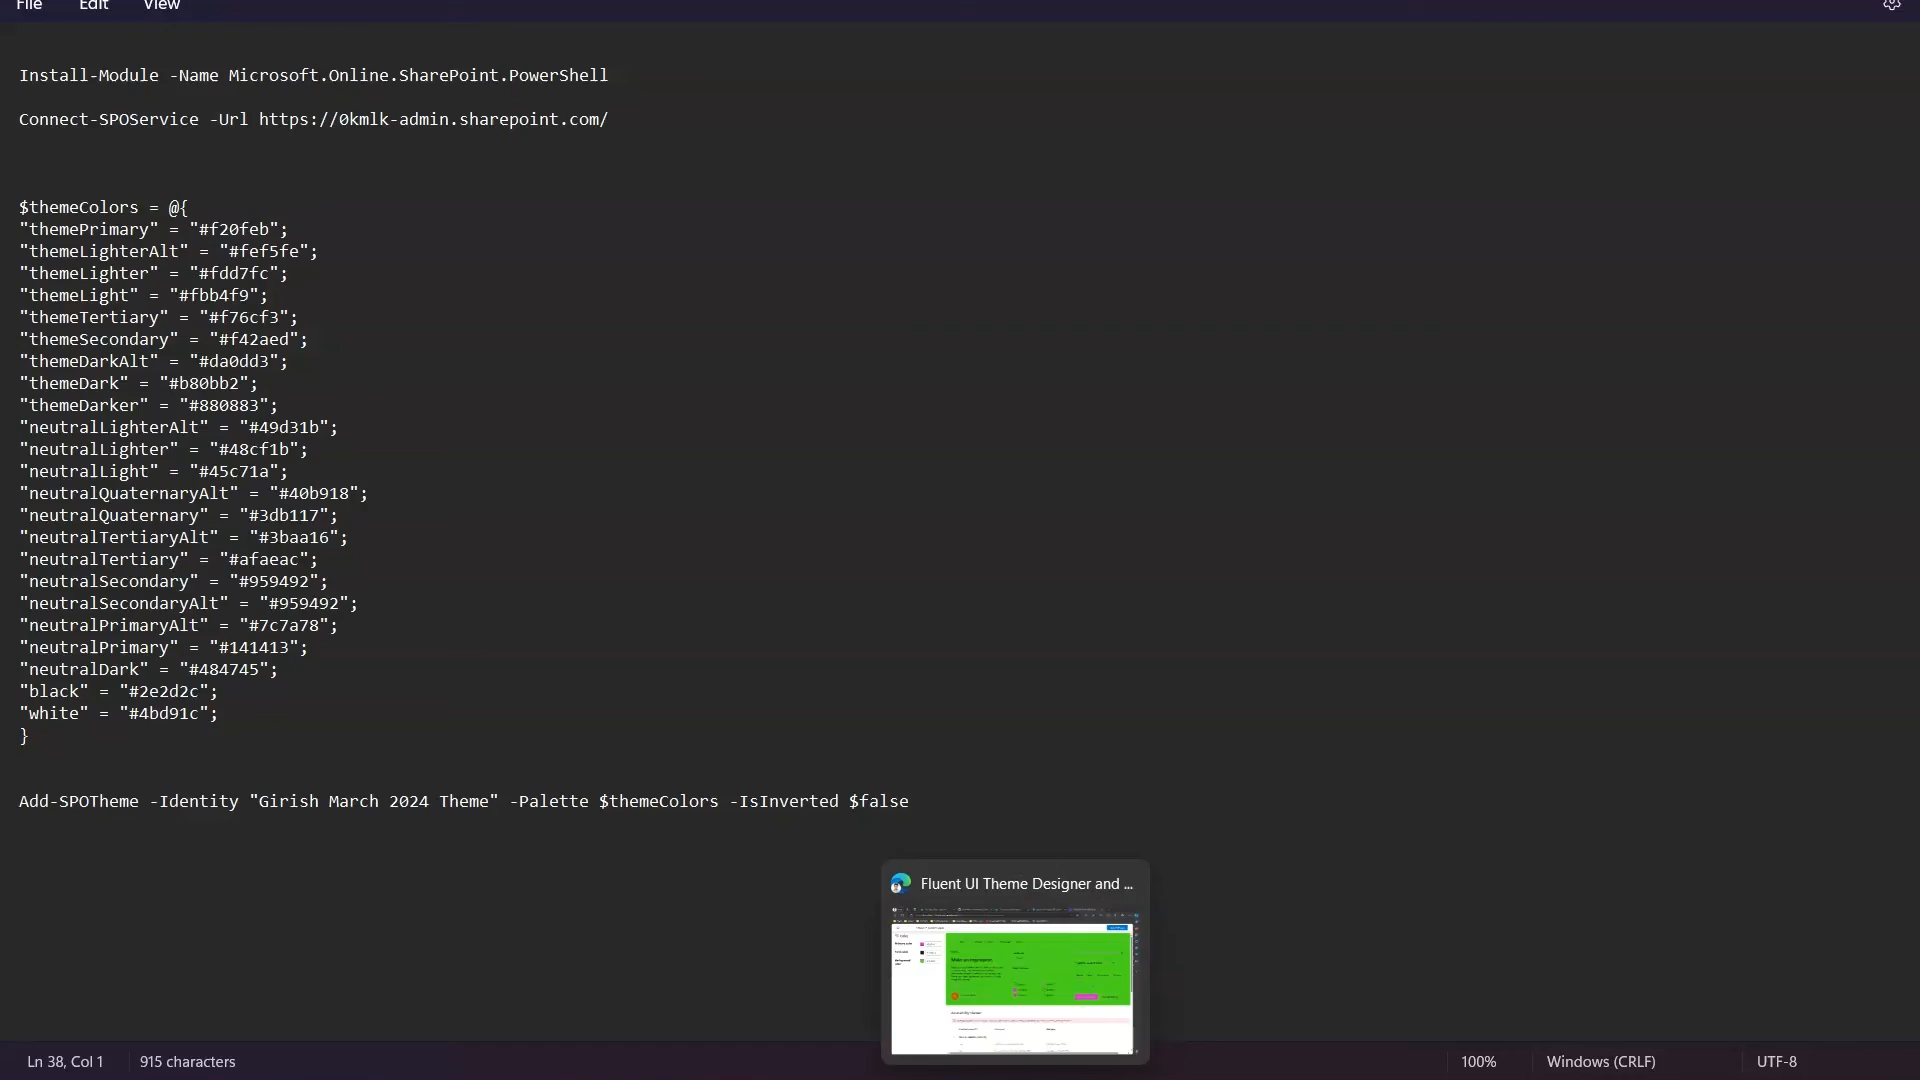 File Edit View
Install-Module -Name Microsoft.Online.SharePoint.PowerShell
Connect-SPOService -Url https://0kmlk-admin.sharepoint.com/
$themeColors = @{
"themePrimary" = "#f20feb";
"themeLighterAlt" = "#fef5fe";
"themeLighter" = "#fdd7fc";
"themeLight" = "#fbb4f9";
"themeTertiary" = "#f76cf3";
"themeSecondary" = "#f42aed";
"themeDarkAlt" = "#da0dd3";
"themeDark" = "#b80bb2";
"themeDarker" = "#880883";
"neutralLighterAlt" = "#49d31b";
"neutralLighter" = "#48cf1b";
"neutralLight" = "#45c71a";
"neutralQuaternaryAlt" = "#40b918";
"neutralQuaternary" = "#3db117";
"neutralTertiaryAlt" = "#3baa16";
"neutralTertiary" = "#afaeac";
"neutralSecondary" = "#959492";
"neutralSecondaryAlt" = "#959492";
"neutralPrimaryAlt" = "#7c7a78";
"neutralPrimary" = "#141413";
"neutralDark" = "#484745";
"black" = "#2e2d2c";
"white" = "#4bd91c";
}
Add-SPOTheme -Identity "Girish March 2024 Theme" -Palette $themeColors -IsInverted $false
Fluent UI Theme Designer and ...
Ln 38, Col 1 915 characters 100% Windows (CRLF) UTF-8